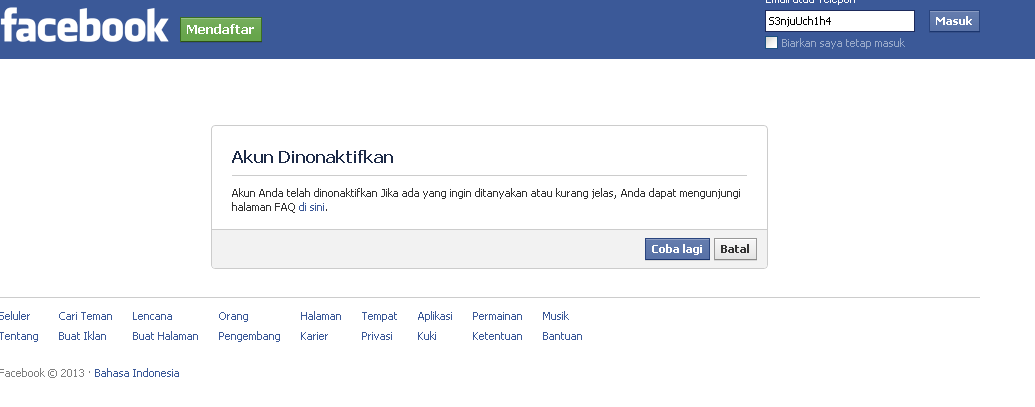 facebook
Mendaftar
Email atau Telepon
S3njuUch1h4
Masuk
Biarkan saya tetap masuk
Akun Dinonaktifkan
Akun Anda telah dinonaktifkan Jika ada yang ingin ditanyakan atau kurang jelas, Anda dapat mengunjungi
halaman FAQ di sini.
Coba lagi
Batal
Seluler Cari Teman Lencana Orang Halaman Tempat Aplikasi Permainan Musik
Tentang Buat Iklan Buat Halaman Pengembang Karier Privasi Kuki Ketentuan Bantuan
Facebook © 2013 · Bahasa Indonesia